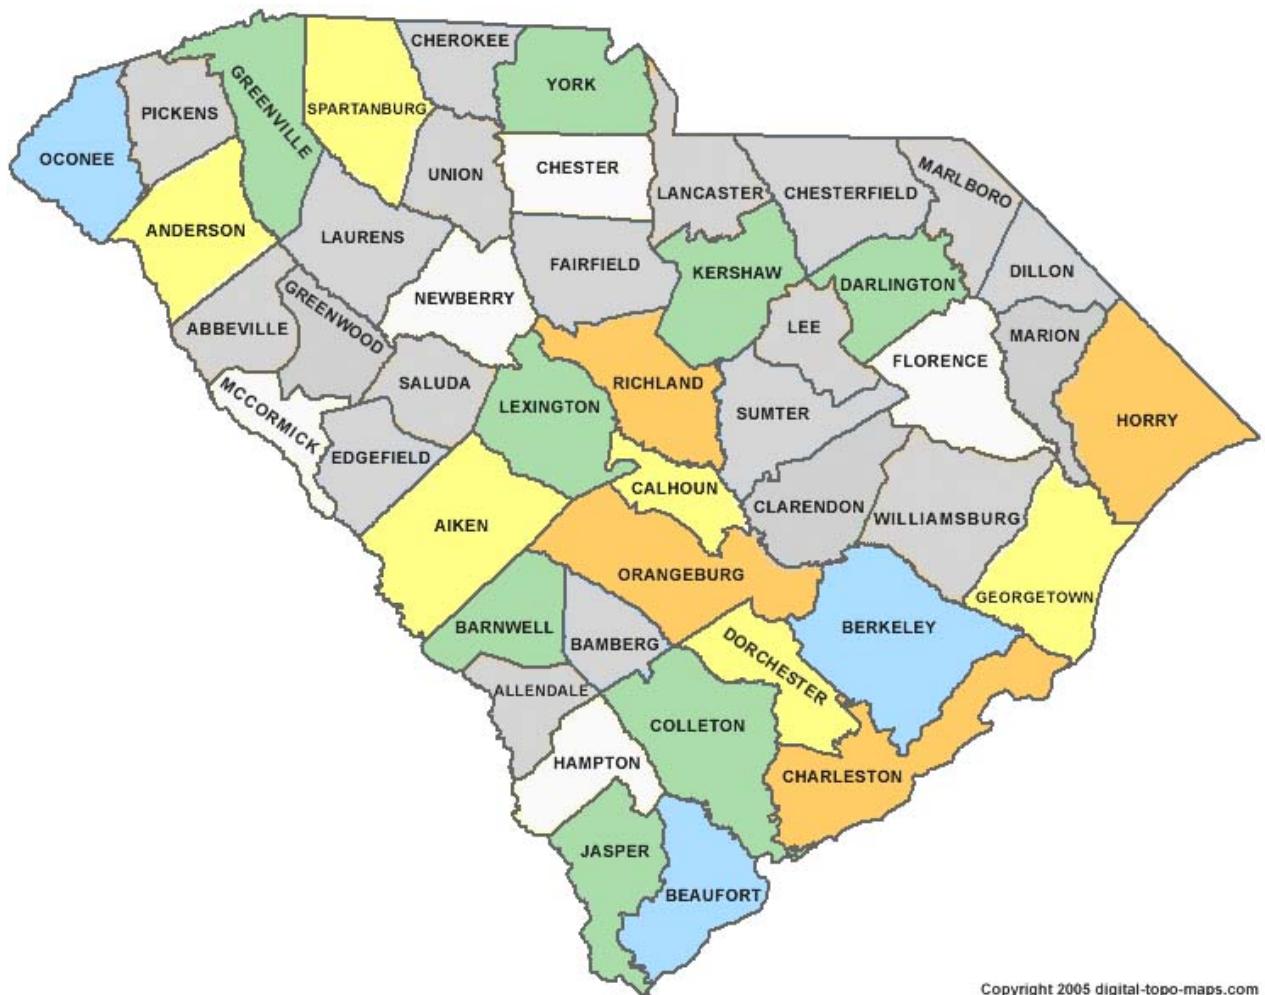 CHEROKEE
YORK
GREENVILLE
SPARTANBURG
PICKENS
OCONEE
UNION
CHESTER
LANCASTER
CHESTERFIELD
MARLBORO
ANDERSON
LAURENS
FAIRFIELD
KERSHAW
DARLINGTON
DILLON
NEWBERRY
GREENWOOD
ABBEVILLE
LEE
MARION
FLORENCE
SALUDA
RICHLAND
MCCORMICK
LEXINGTON
SUMTER
HORRY
EDGEFIELD
CALHOUN
CLARENDON
WILLIAMSBURG
AIKEN
ORANGEBURG
GEORGETOWN
BARNWELL
BAMBERG
BERKELEY
DORCHESTER
ALLENDALE
COLLETON
HAMPTON
CHARLESTON
JASPER
BEAUFORT
Copyright 2005 digital-topo-maps.com